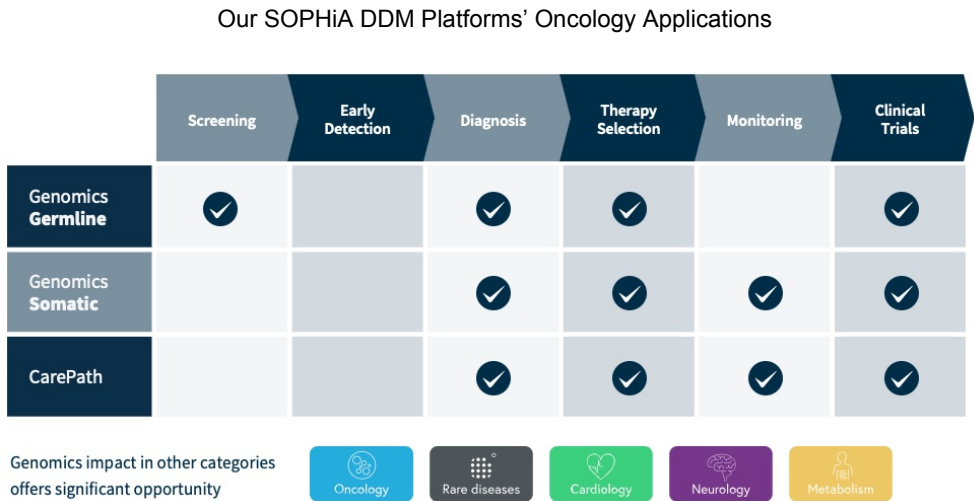 Our SOPHiA DDM Platforms’ Oncology Applications
Screening
Early
Detection
Diagnosis
Therapy
Selection
Monitoring
Clinical
Trials
Genomics
Germline
Genomics
Somatic
CarePath
Genomics impact in other categories
offers significant opportunity
Oncology
Rare diseases
Cardiology
Neurology
Metabolism